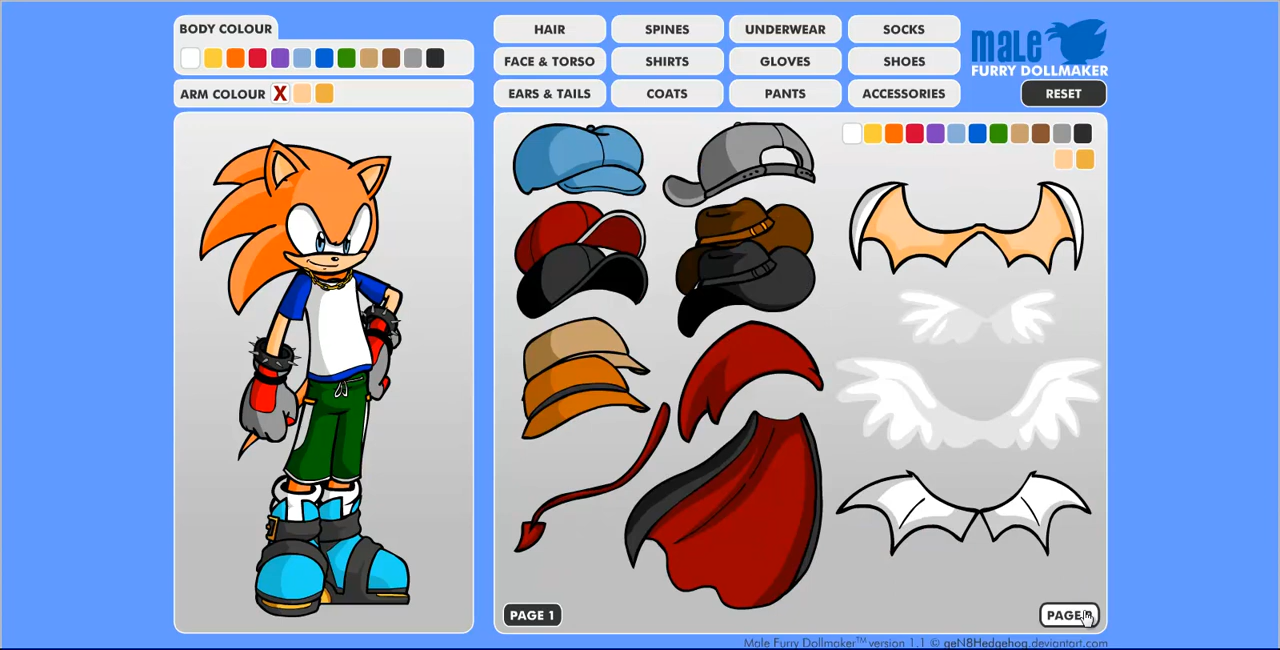 BODY COLOUR
ARM COLOUR X
HAIR SPINES UNDERWEAR SOCKS
FACE & TORSO SHIRTS GLOVES SHOES
EARS & TAILS COATS PANTS ACCESSORIES
MALE
FURRY DOLLMAKER
RESET
PAGE 1
PAGE
Male Furry Dollmaker™ version 1.1 © geN8Hedgehog.deviantart.com